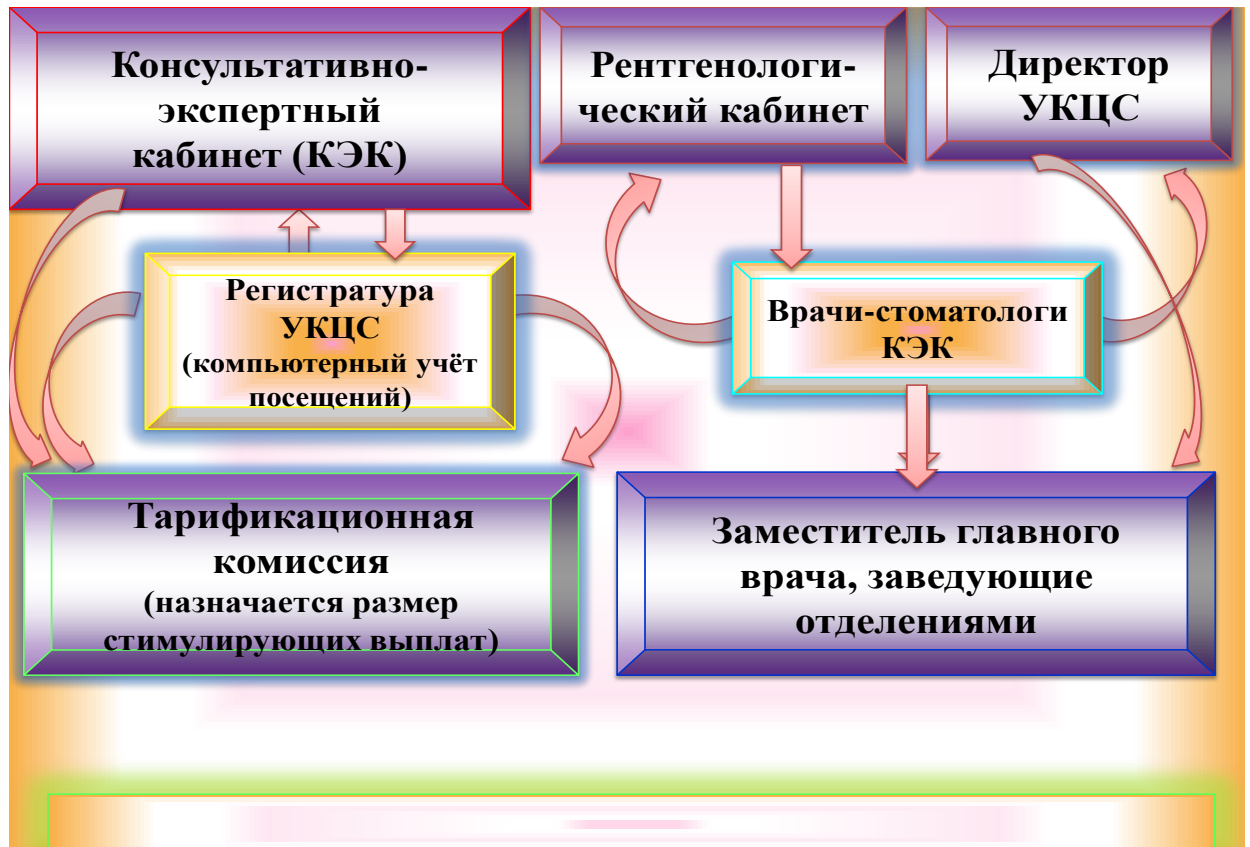 Консультативно-
экспертный
кабинет (КЭК)
Рентгенологи-
ческий кабинет
Директор
УКЦС
Регистратура
УКЦС
(компьютерный учёт
посещений)
Врачи-стоматологи
КЭК
Тарификационная
комиссия
(назначается размер
стимулирующих выплат)
Заместитель главного
врача, заведующие
отделениями